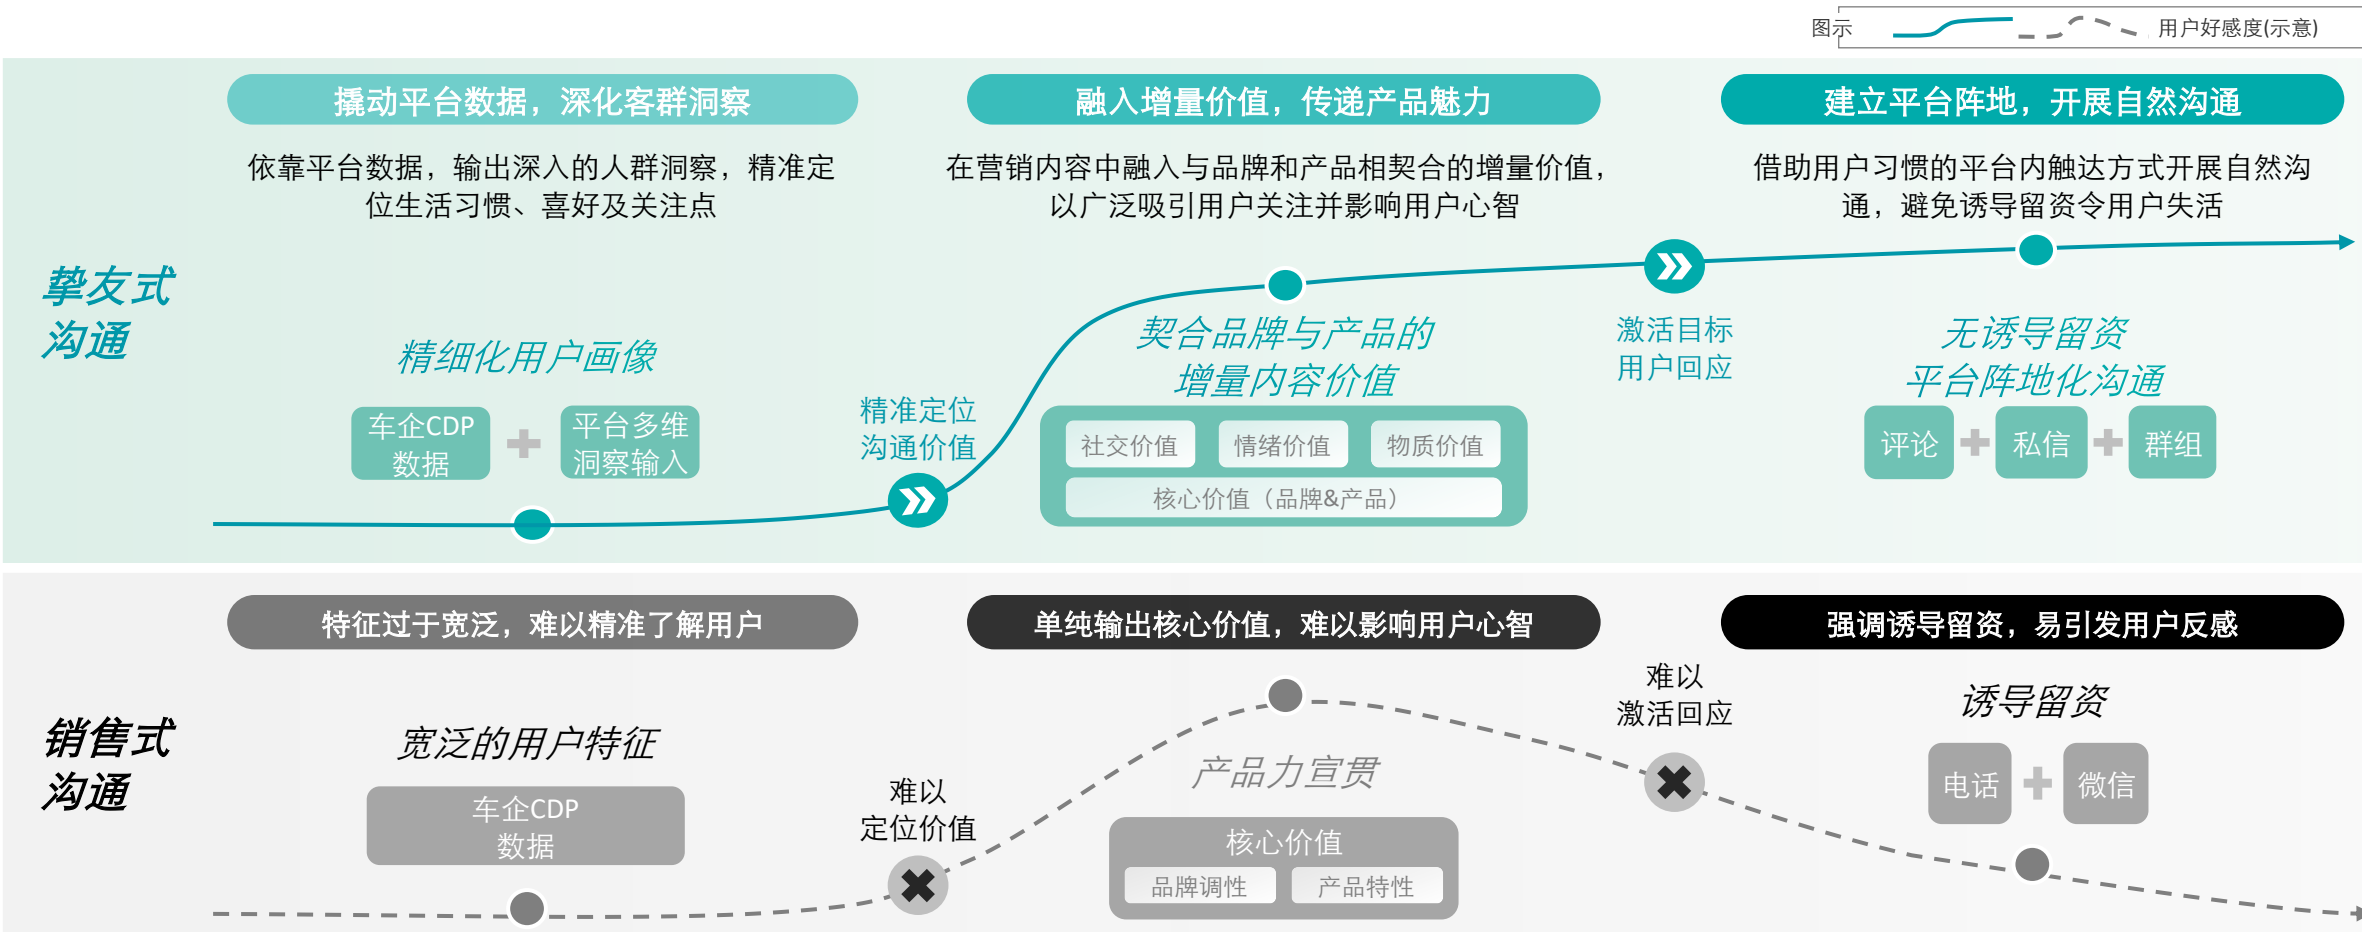 图示
用户好感度(示意)
撬动平台数据，深化客群洞察
融入增量价值，传递产品魅力
建立平台阵地，开展自然沟通
依靠平台数据，输出深入的人群洞察，精准定
位生活习惯、喜好及关注点
在营销内容中融入与品牌和产品相契合的增量价值，
以广泛吸引用户关注并影响用户心智
借助用户习惯的平台内触达方式开展自然沟
通，避免诱导留资令用户失活
挚友式
沟通
精细化用户画像
车企CDP
数据
平台多维
洞察输入
精准定位
沟通价值
契合品牌与产品的
增量内容价值
社交价值
情绪价值
物质价值
核心价值（品牌&产品）
激活目标
用户回应
无诱导留资
平台阵地化沟通
评论
私信
群组
特征过于宽泛，难以精准了解用户
单纯输出核心价值，难以影响用户心智
强调诱导留资，易引发用户反感
销售式
沟通
宽泛的用户特征
车企CDP
数据
难以
定位价值
产品力宣贯
核心价值
品牌调性
产品特性
难以
激活回应
诱导留资
电话
微信